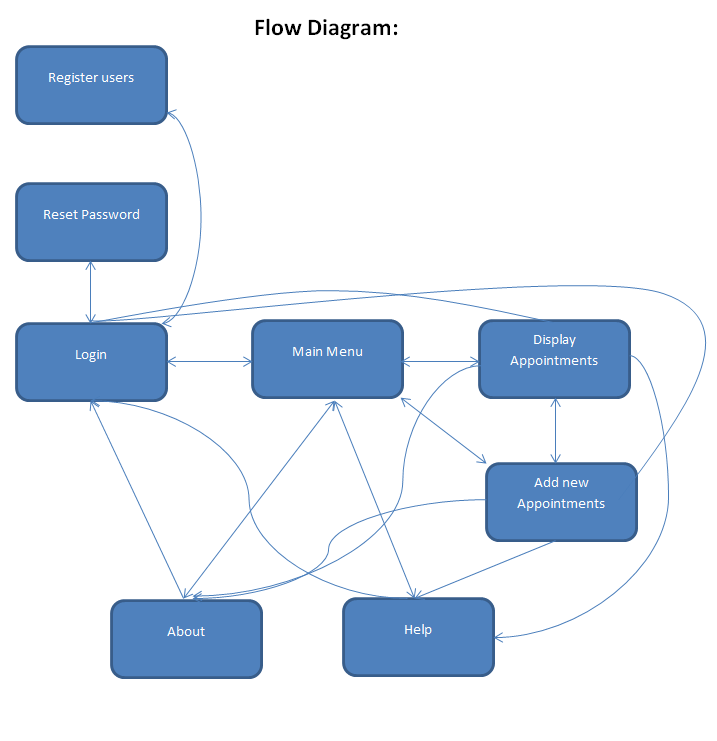 Flow Diagram:
Register users
Reset Password
Login
Main Menu
Display
Appointments
Add new
Appointments
About
Help